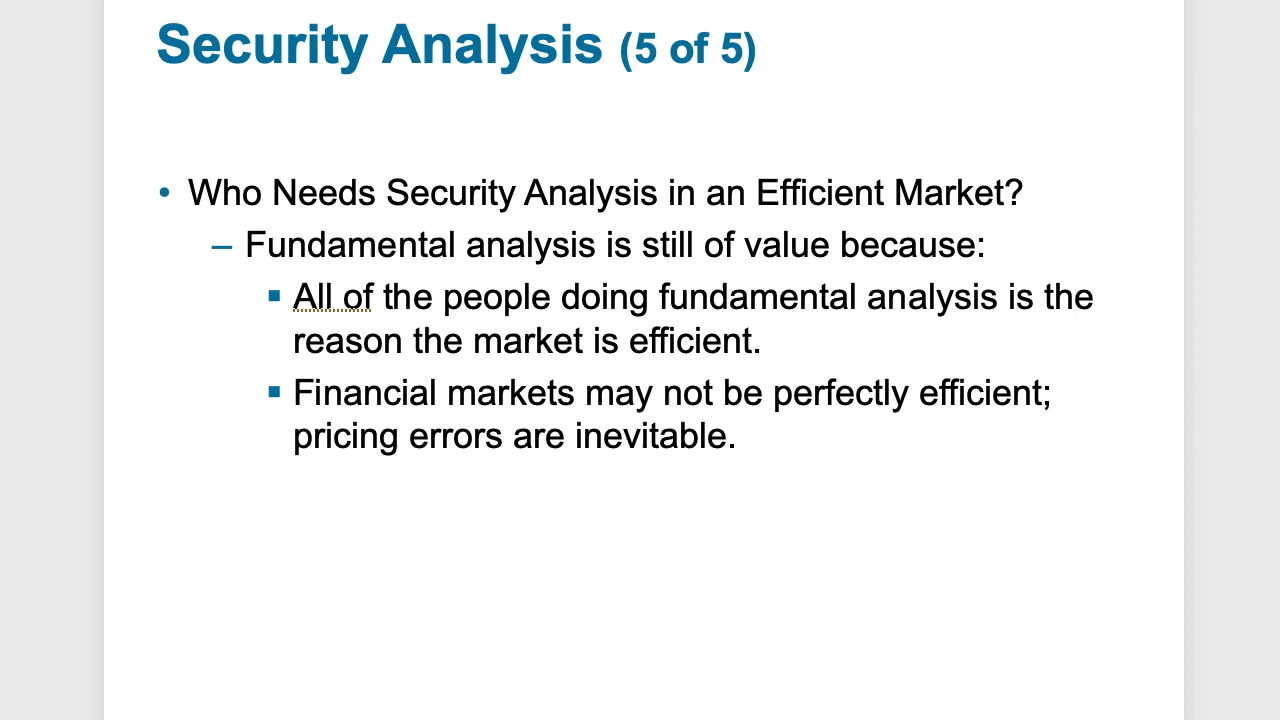 Security Analysis (5 of 5)
• Who Needs Security Analysis in an Efficient Market?
– Fundamental analysis is still of value because:
▪ All of the people doing fundamental analysis is the
reason the market is efficient.
▪ Financial markets may not be perfectly efficient;
pricing errors are inevitable.